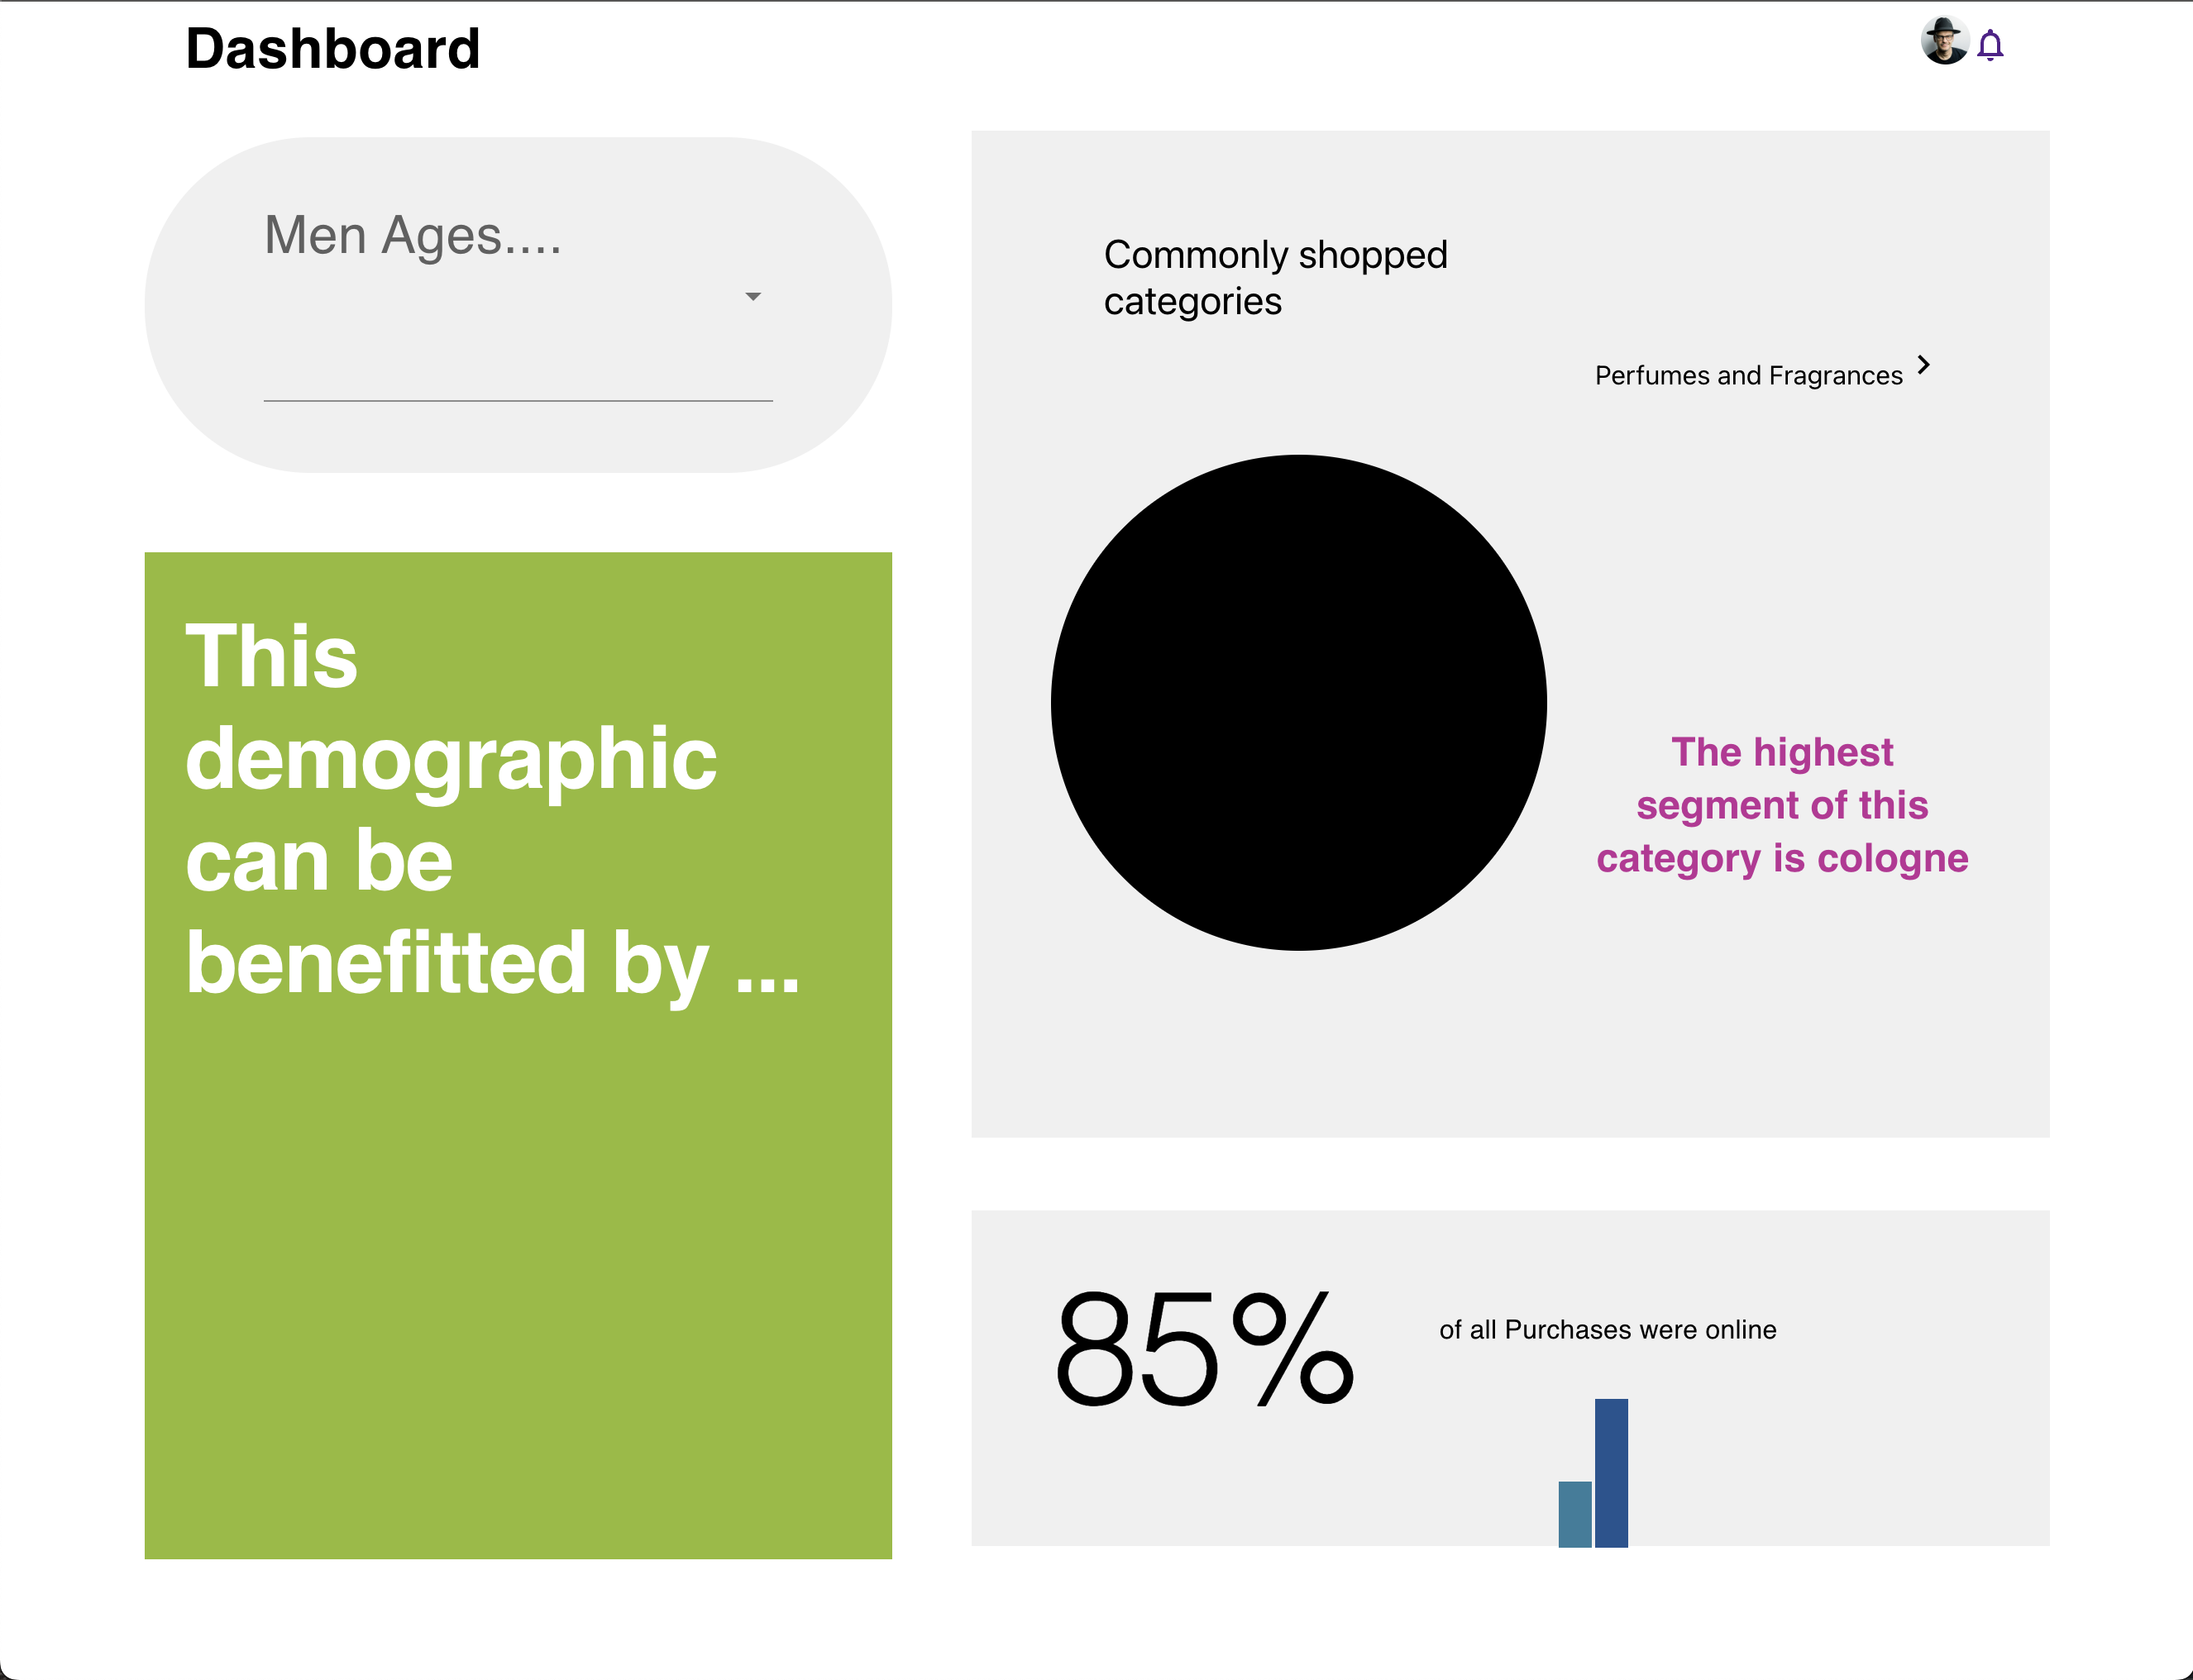 Dashboard
Men Ages....
This
demographic
can be
benefitted by ...
Commonly shopped
categories
Perfumes and Fragrances
The highest
segment of this
category is cologne
85%
of all Purchases were online